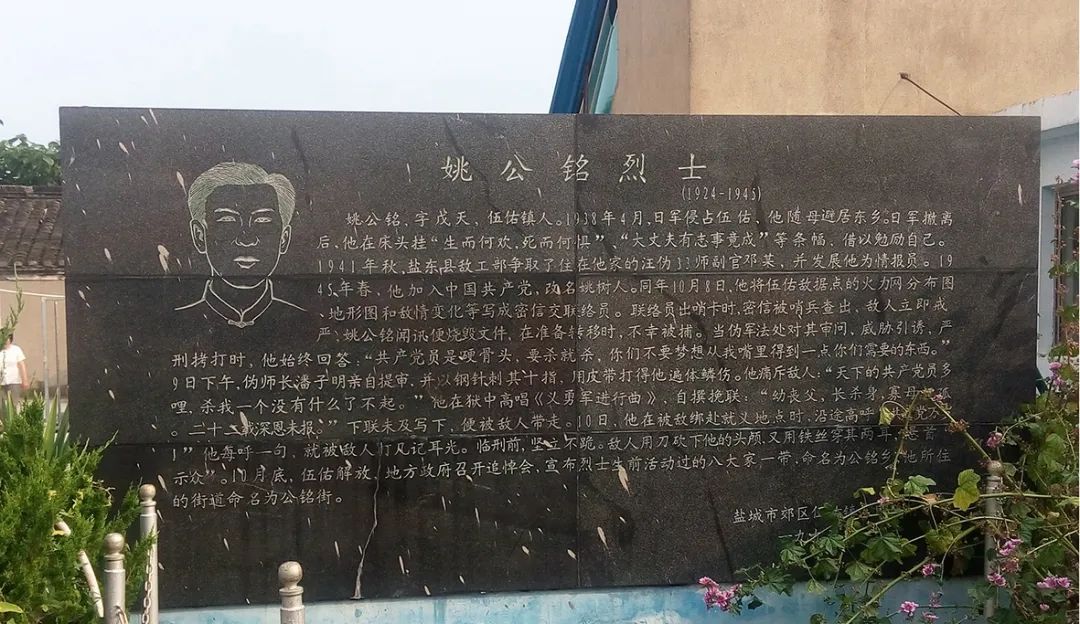 姚公铭烈士
(1924-1945)
姚公铭,字茂天,伍佑镇人。1938年4月,日军侵占伍佑,他随母避居东乡。日军撤离
后,他在床头挂“生而何欢,死而何惧”、“大丈夫有志事竟成”等条幅,借以勉励自己。
1941年秋,盐东县敌工部争取了住在他家的汪伪33师副官邓某,并发展他为情报员。19
45年春,他加入中国共产党,改名姚树人。同年10月8日,他将伍佑敌据点的火力网分布图
、地形图和敌情变化等写成密信交联络员。联络员出哨卡时,密信被哨兵查出,敌人立即戒
严,姚公铭闻讯便烧毁文件,在准备转移时,不幸被捕。当伪军法处对其审问,威胁引诱,严
刑拷打时,他始终回答:“共产党员是硬骨头,要杀就杀,你们不要梦想从我嘴里得到一点你们需要的东西。”
9日下午,伪师长潘子明亲自提审,并以钢针刺其十指,用皮带打得他遍体鳞伤。他痛斥敌人:“天下的共产党员多
哩,杀我一个没有什么了不起。”他在狱中高唱《义勇军进行曲》,自撰挽联:“幼丧父,长杀身,寡母
。二十二载深恩未报。”下联未及写下,便被敌人带走。10日,他在被敌绑赴就义地点时,沿途高呼
!”他每呼一句,就被敌人打几记耳光。临刑前,坚立不跪。敌人用刀砍下他的头颅,又用铁丝穿其两耳,“悬首
示众”。10月底,伍佑解放,地方政府召开追悼会,宣布烈士生前活动过的八大家一带,命名为公铭乡,他所住
的街道命名为公铭街。
盐城市郊区伍佑镇